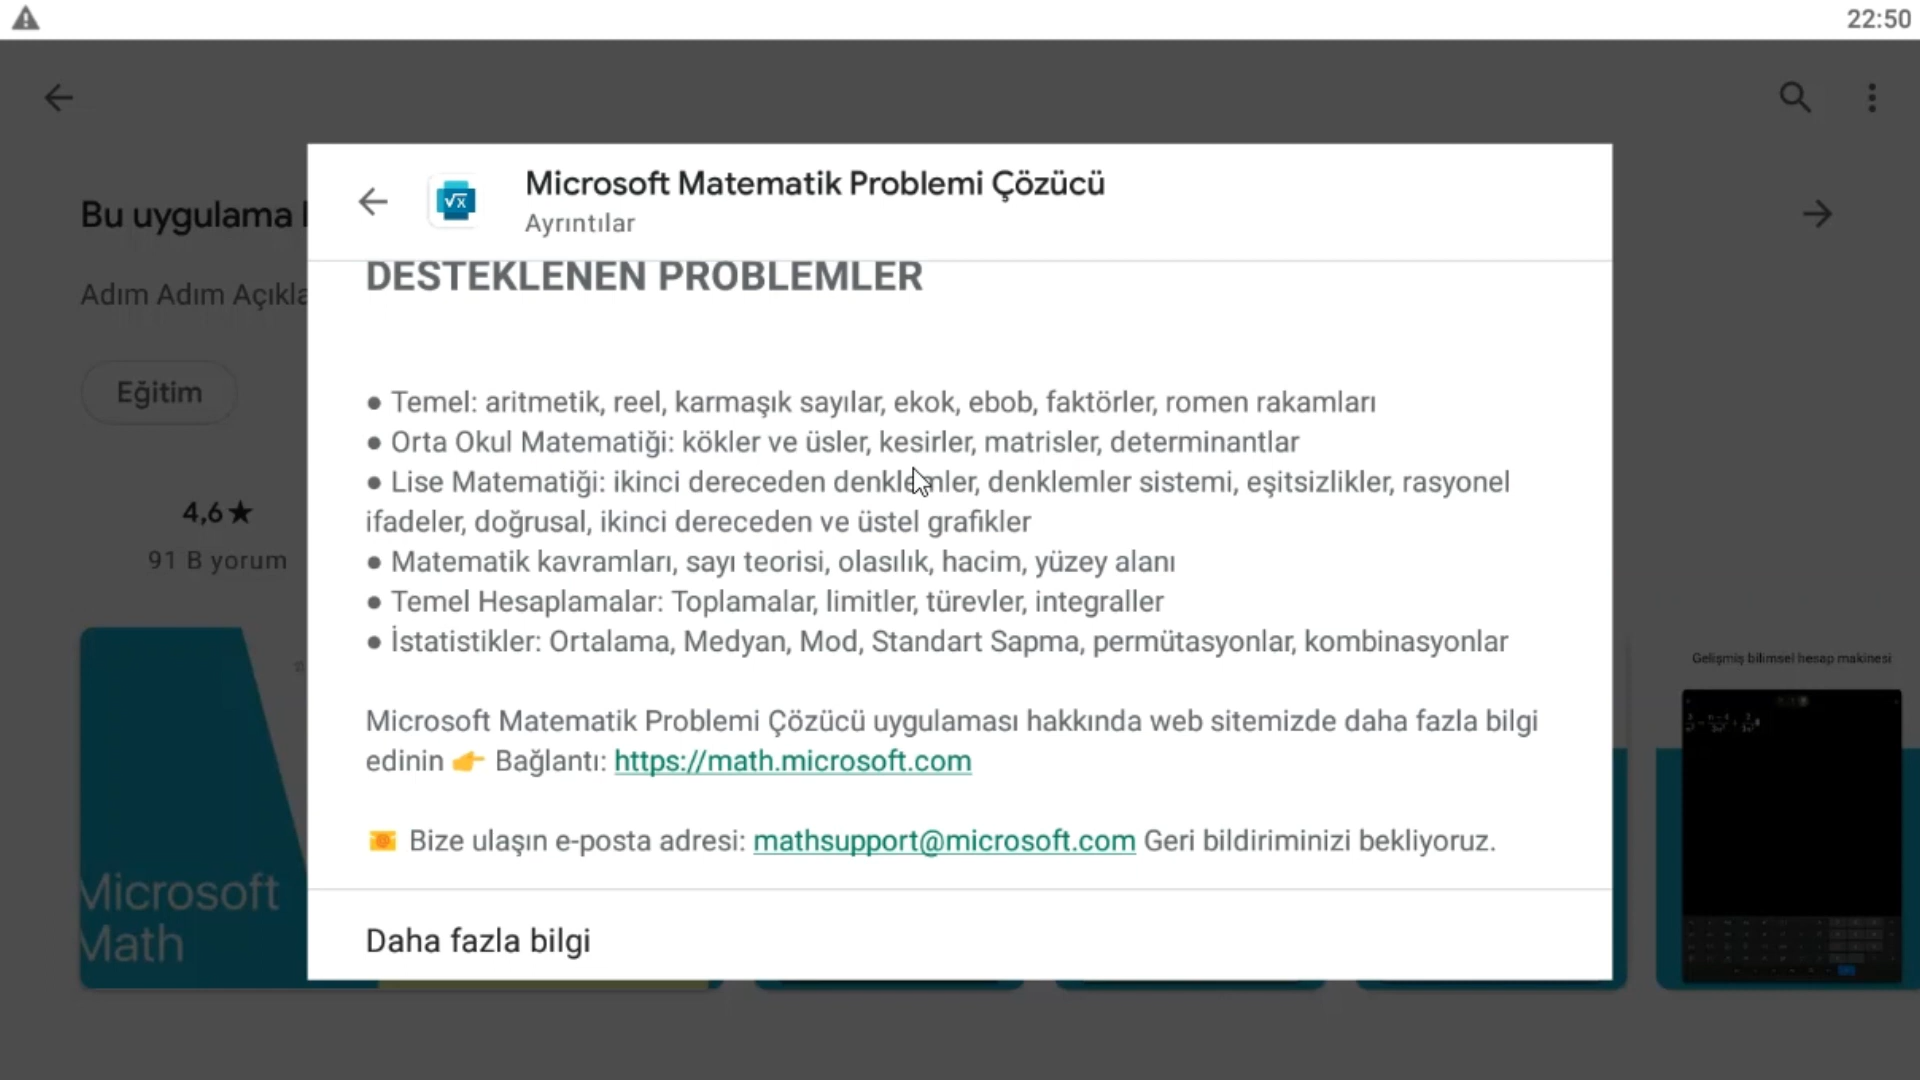 22:50
Microsoft Matematik Problemi Çözücü
Ayrıntılar
Bu uygulama
Adım Adım
Eğitim
4,6★
91 B yorum
DESTEKLENEN PROBLEMLER
● Temel: aritmetik, reel, karmaşık sayılar, ekok, ebob, faktörler, romen rakamları
● Orta Okul Matematiği: kökler ve üsler, kesirler, matrisler, determinantlar
● Lise Matematiği: ikinci dereceden denklemler, denklemler sistemi, eşitsizlikler, rasyonel
ifadeler, doğrusal, ikinci dereceden ve üstel grafikler
● Matematik kavramları, sayı teorisi, olasılık, hacim, yüzey alanı
● Temel Hesaplamalar: Toplamalar, limitler, türevler, integraller
● İstatistikler: Ortalama, Medyan, Mod, Standart Sapma, permütasyonlar, kombinasyonlar
Microsoft Matematik Problemi Çözücü uygulaması hakkında web sitemizde daha fazla bilgi
edinin 👉 Bağlantı: https://math.microsoft.com
📧 Bize ulaşın e-posta adresi: mathsupport@microsoft.com Geri bildiriminizi bekliyoruz.
Daha fazla bilgi
Microsoft
Math
Gelişmiş bilimsel hesap makinesi